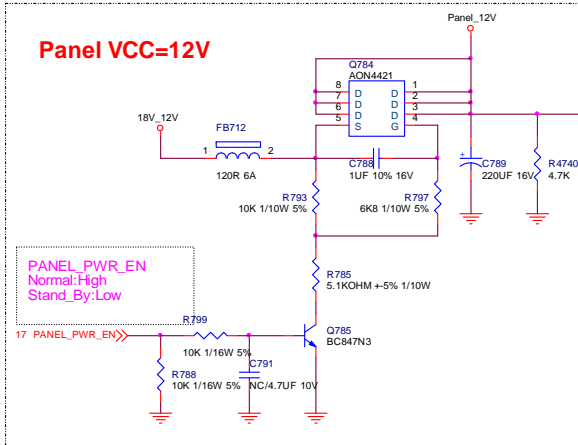 Panel_12V
Panel VCC=12V
Q784
AON4421
8 D D 1
7 D D 2
6 D D 3
5 S G 4
18V_12V
FB712
1 2
120R 6A
C788
1UF 10% 16V
C789
220UF 16V
R4740
4.7K
R793
10K 1/10W 5%
R797
6K8 1/10W 5%
PANEL_PWR_EN
Normal:High
Stand_By:Low
R785
5.1KOHM +-5% 1/10W
R799
Q785
BC847N3
17 PANEL_PWR_EN
10K 1/16W 5%
C791
R788
10K 1/16W 5%
NC/4.7UF 10V